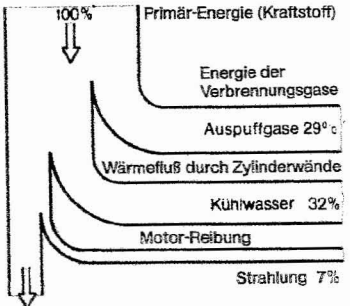 100% Primär-Energie (Kraftstoff)
Energie der
Verbrennungsgase
Auspuffgase 29%
Wärmefluß durch Zylinderwände
Kühlwasser 32%
Motor-Reibung
Strahlung 7%